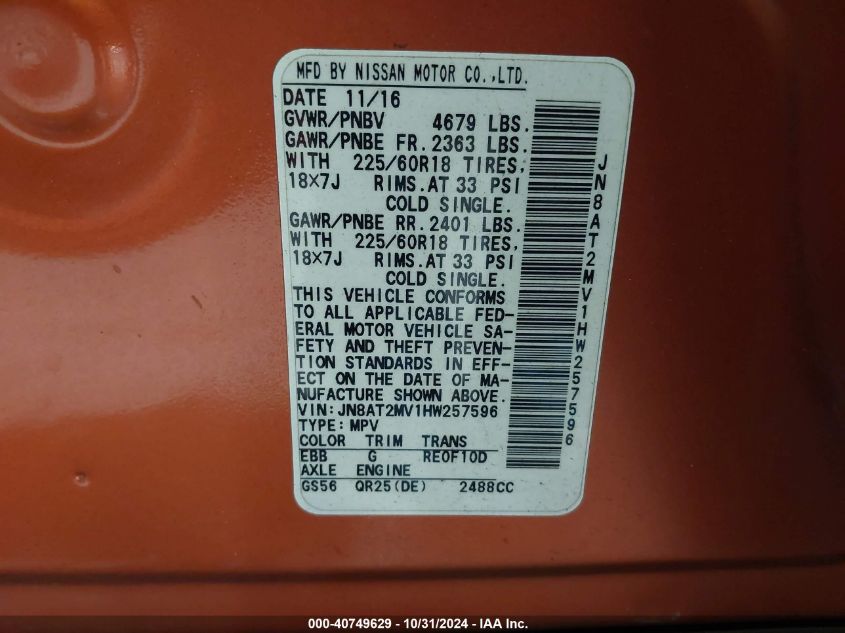 MFD BY NISSAN MOTOR CO.,LTD.
DATE 11/16
GVWR/PNBV 4679 LBS.
GAWR/PNBE FR. 2363 LBS.
WITH 225/60R18 TIRES,
18×7J RIMS. AT 33 PSI
COLD SINGLE.
GAWR/PNBE RR. 2401 LBS.
WITH 225/60R18 TIRES,
18×7J RIMS. AT 33 PSI
COLD SINGLE.
THIS VEHICLE CONFORMS
TO ALL APPLICABLE FED-
ERAL MOTOR VEHICLE SA-
FETY AND THEFT PREVEN-
TION STANDARDS IN EFF-
ECT ON THE DATE OF MA-
NUFACTURE SHOWN ABOVE.
VIN:JN8AT2MV1HW257596
TYPE:MPV
COLOR TRIM TRANS
EBB G RE0F10D
AXLE ENGINE
GS56 QR25(DE) 2488CC
JN8AT2MV1HW257596
000-40749629 - 10/31/2024 - IAA Inc.